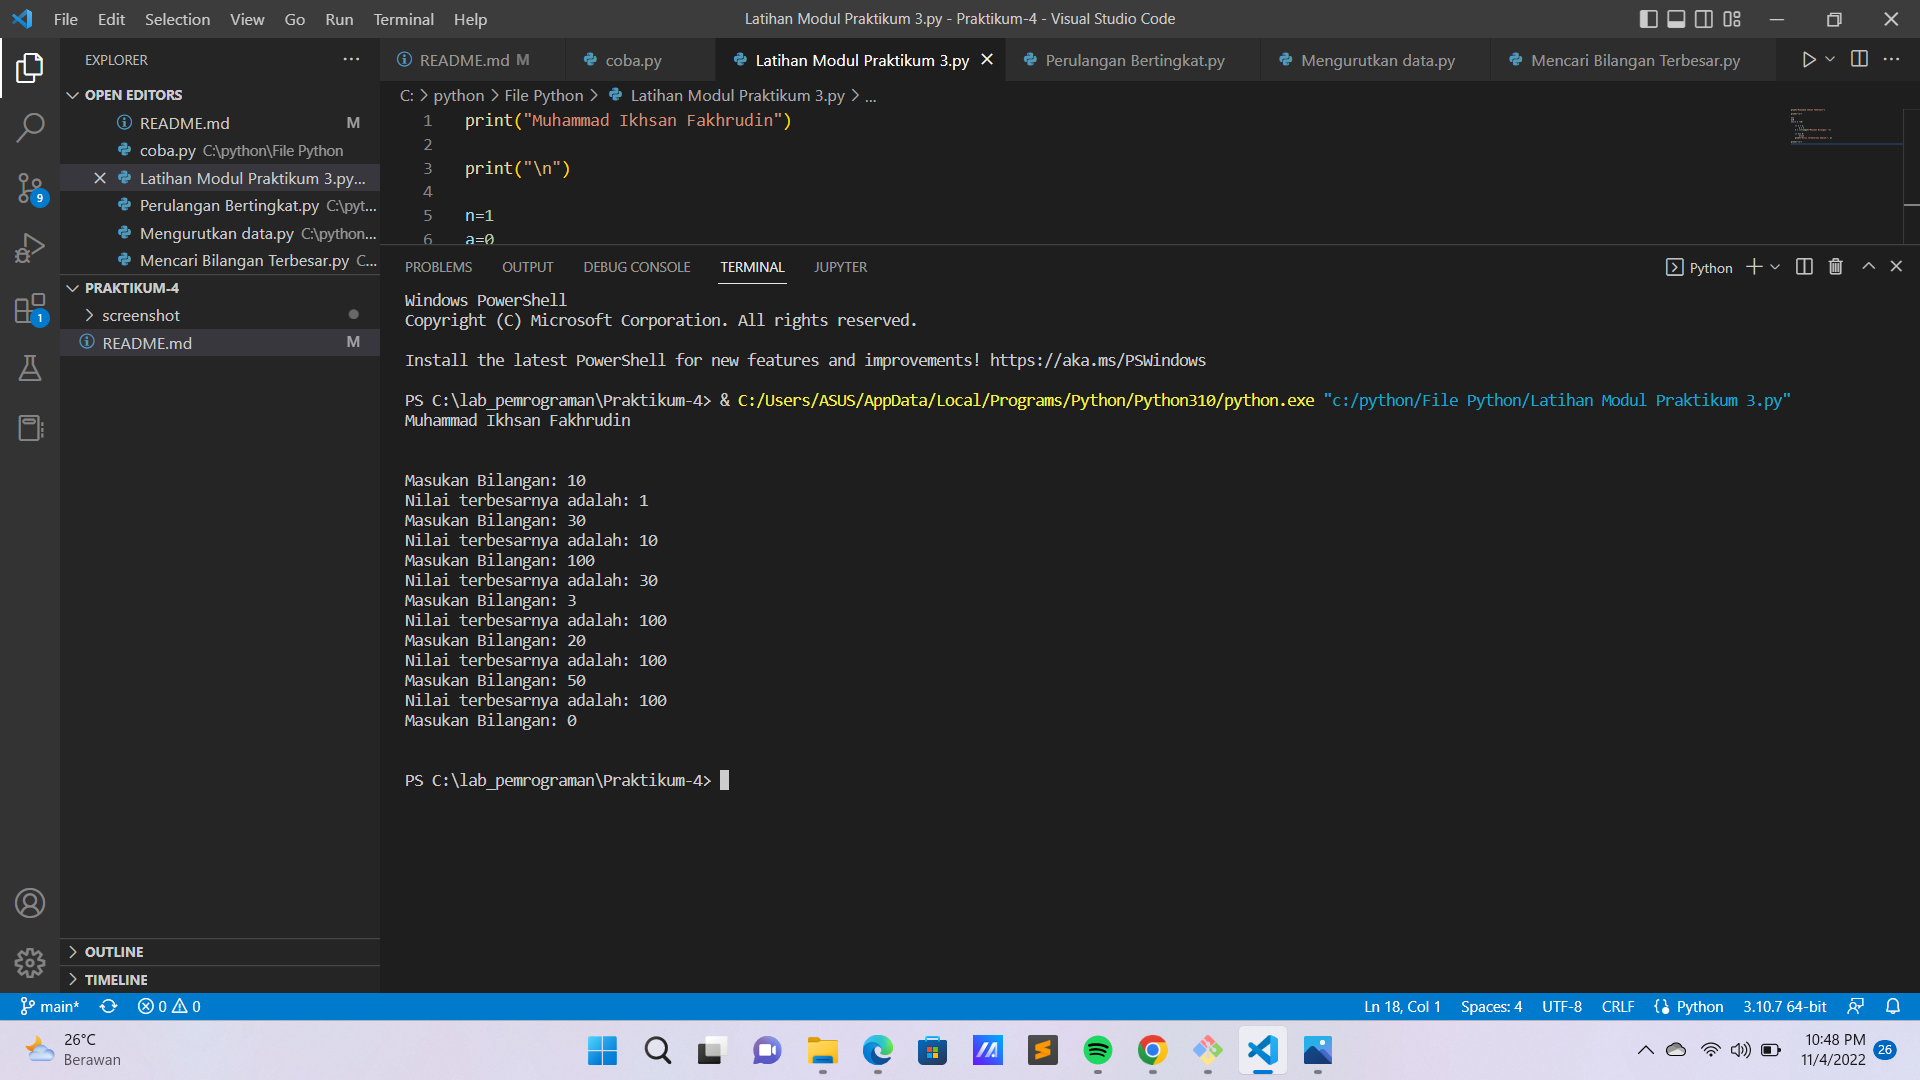 File Edit Selection View Go Run Terminal Help
Latihan Modul Praktikum 3.py - Praktikum-4 - Visual Studio Code
EXPLORER
OPEN EDITORS
README.md M
coba.py C:\python\File Python
Latihan Modul Praktikum 3.py...
Perulangan Bertingkat.py C:\pyt...
Mengurutkan data.py C:\python...
Mencari Bilangan Terbesar.py C...
PRAKTIKUM-4
screenshot
README.md M
OUTLINE
TIMELINE
9
1
README.md M
coba.py
Latihan Modul Praktikum 3.py
Perulangan Bertingkat.py
Mengurutkan data.py
Mencari Bilangan Terbesar.py
C: > python > File Python > Latihan Modul Praktikum 3.py > ...
1 print("Muhammad Ikhsan Fakhrudin")
2
3 print("\n")
4
5 n=1
6 a=0
PROBLEMS OUTPUT DEBUG CONSOLE TERMINAL JUPYTER
Python
Windows PowerShell
Copyright (C) Microsoft Corporation. All rights reserved.
Install the latest PowerShell for new features and improvements! https://aka.ms/PSWindows
PS C:\lab_pemrograman\Praktikum-4> & C:/Users/ASUS/AppData/Local/Programs/Python/Python310/python.exe "c:/python/File Python/Latihan Modul Praktikum 3.py"
Muhammad Ikhsan Fakhrudin
Masukan Bilangan: 10
Nilai terbesarnya adalah: 1
Masukan Bilangan: 30
Nilai terbesarnya adalah: 10
Masukan Bilangan: 100
Nilai terbesarnya adalah: 30
Masukan Bilangan: 3
Nilai terbesarnya adalah: 100
Masukan Bilangan: 20
Nilai terbesarnya adalah: 100
Masukan Bilangan: 50
Nilai terbesarnya adalah: 100
Masukan Bilangan: 0
PS C:\lab_pemrograman\Praktikum-4>
main* 0 0
Ln 18, Col 1 Spaces: 4 UTF-8 CRLF Python 3.10.7 64-bit
26°C
Berawan
10:48 PM
11/4/2022
26